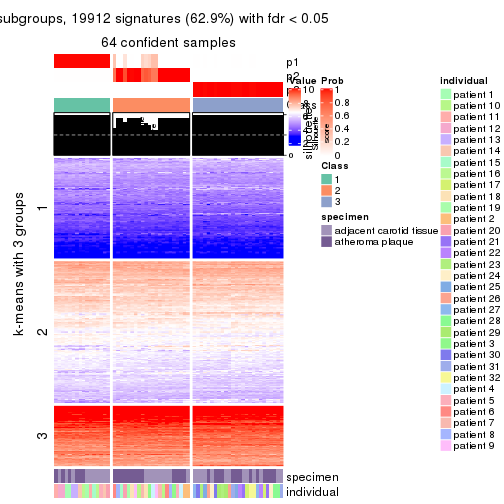 subgroups, 19912 signatures (62.9%) with fdr < 0.05
64 confident samples
p1
p2
Value
Prob
10
1
0.8
0.6
0.4
0.2
0
0
silhouette
score
Class
1
2
3
specimen
adjacent carotid tissue
atheroma plaque
k-means with 3 groups
1
2
3
specimen
individual
individual
patient 1
patient 10
patient 11
patient 12
patient 13
patient 14
patient 15
patient 16
patient 17
patient 18
patient 19
patient 2
patient 20
patient 21
patient 22
patient 23
patient 24
patient 25
patient 26
patient 27
patient 28
patient 29
patient 3
patient 30
patient 31
patient 32
patient 4
patient 5
patient 6
patient 7
patient 8
patient 9